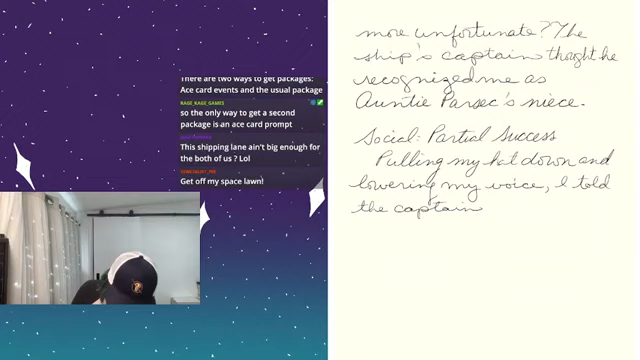 There are two ways to get packages:
Ace card events and the usual package
RAGE_RAGE_GAMES
so the only way to get a second
package is an ace card prompt
This shipping lane ain't big enough for
the both of us ? Lol
Get off my space lawn!
more unfortunate? The
ship's captain thought he
recognized me as
Auntie Parsec's niece.
Social: Partial Success
Pulling my hat down and
lowering my voice, I told
the captain